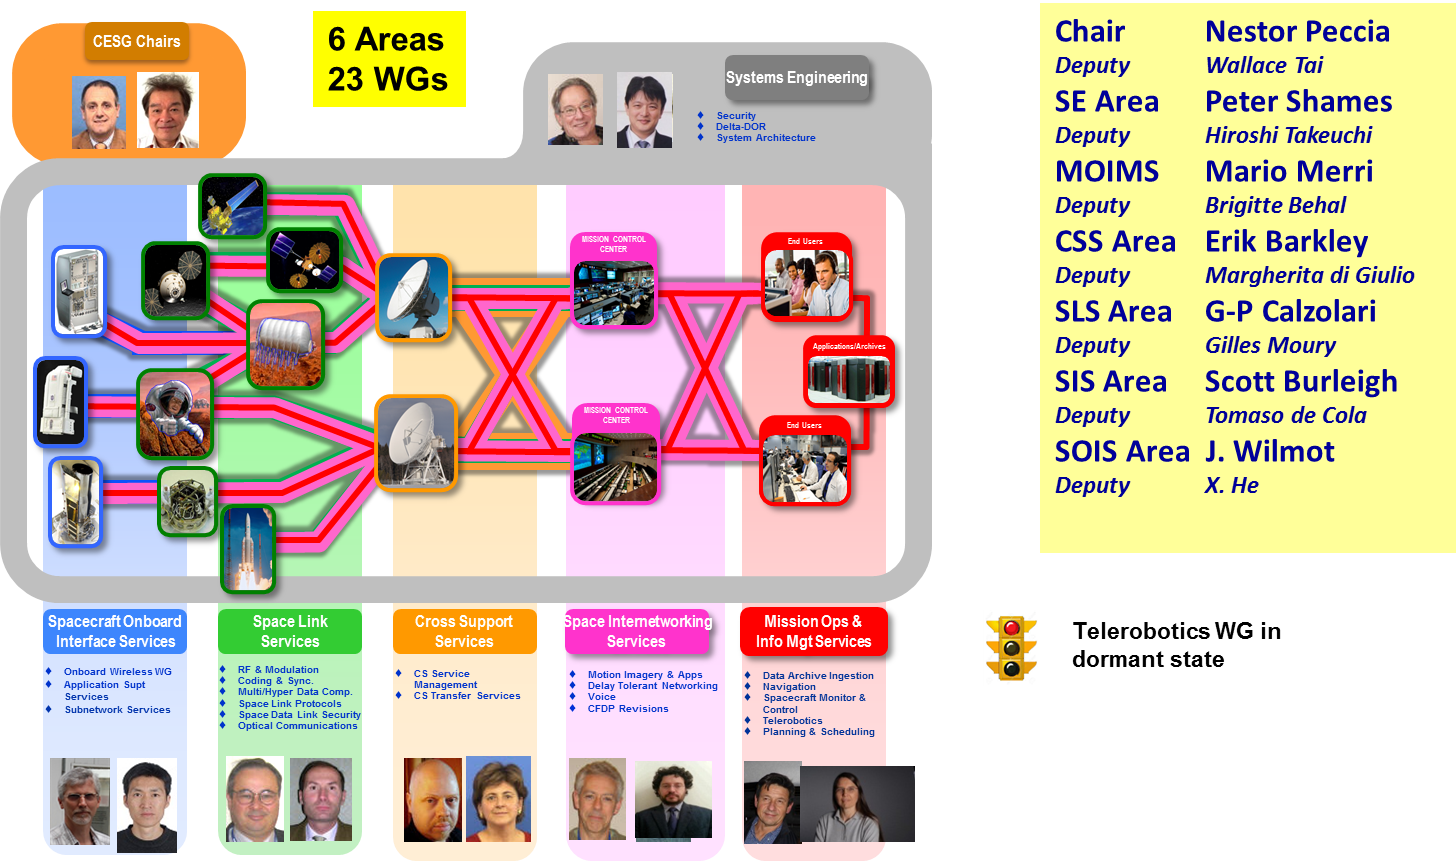 CESG Chairs
6 Areas
23 WGs
Systems Engineering
♦ Security
♦ Delta-DOR
♦ System Architecture
MISSION CONTROL
CENTER
End Users
Applications/Archives
MISSION CONTROL
CENTER
End Users
Spacecraft Onboard
Interface Services
♦ Onboard Wireless WG
♦ Application Supt
Services
♦ Subnetwork Services
Space Link
Services
♦ RF & Modulation
♦ Coding & Sync.
♦ Multi/Hyper Data Comp.
♦ Space Link Protocols
♦ Space Data Link Security
♦ Optical Communications
Cross Support
Services
♦ CS Service
Management
♦ CS Transfer Services
Space Internetworking
Services
♦ Motion Imagery & Apps
♦ Delay Tolerant Networking
♦ Voice
♦ CFDP Revisions
Mission Ops &
Info Mgt Services
♦ Data Archive Ingestion
♦ Navigation
♦ Spacecraft Monitor &
Control
♦ Telerobotics
♦ Planning & Scheduling
Chair Nestor Peccia
Deputy Wallace Tai
SE Area Peter Shames
Deputy Hiroshi Takeuchi
MOIMS Mario Merri
Deputy Brigitte Behal
CSS Area Erik Barkley
Deputy Margherita di Giulio
SLS Area G-P Calzolari
Deputy Gilles Moury
SIS Area Scott Burleigh
Deputy Tomaso de Cola
SOIS Area J. Wilmot
Deputy X. He
Telerobotics WG in
dormant state